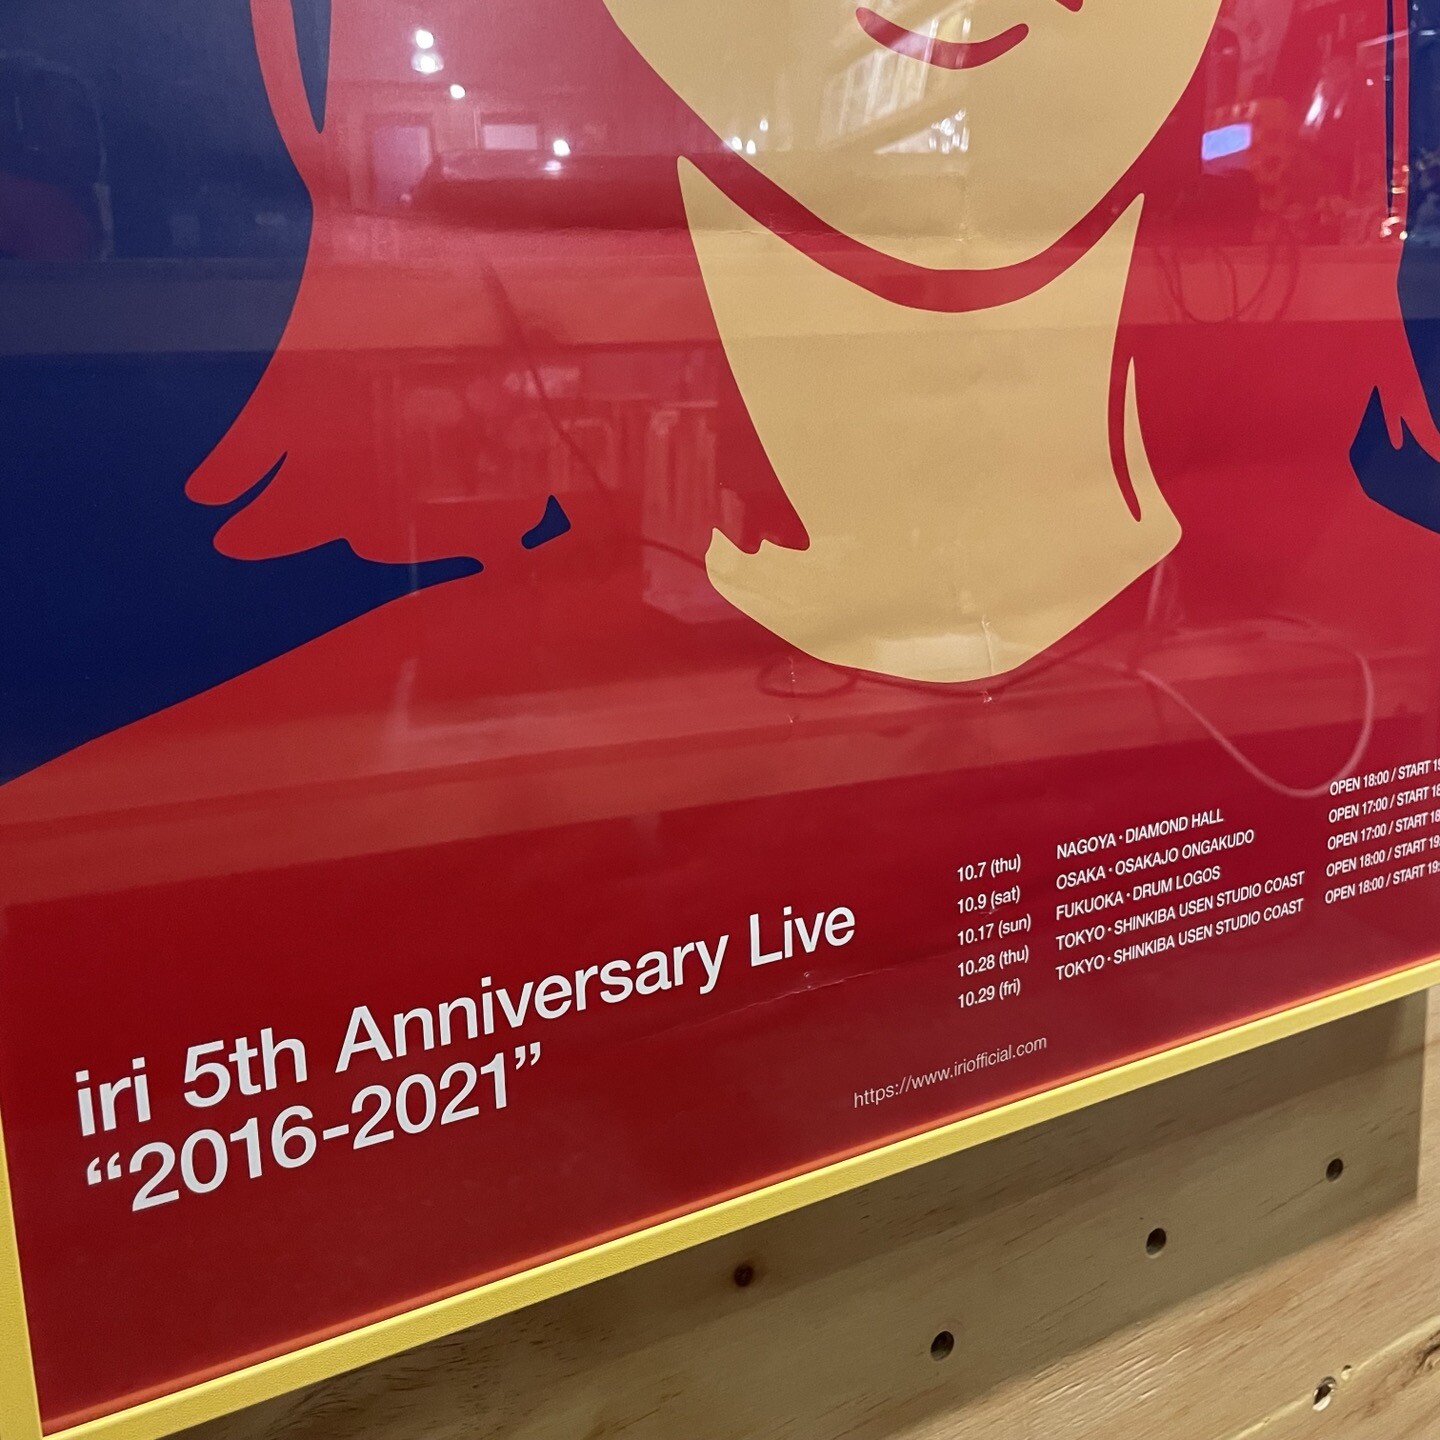 iri 5th Anniversary Live
“2016-2021”
10.7 (thu) NAGOYA・DIAMOND HALL OPEN 18:00 / START
10.9 (sat) OSAKA・OSAKAJO ONGAKUDO OPEN 17:00 / START
10.17 (sun) FUKUOKA・DRUM LOGOS OPEN 17:00 / START
10.28 (thu) TOKYO・SHINKIBA USEN STUDIO COAST OPEN 18:00 / START
10.29 (fri) TOKYO・SHINKIBA USEN STUDIO COAST OPEN 18:00 / START
https://www.iriofficial.com